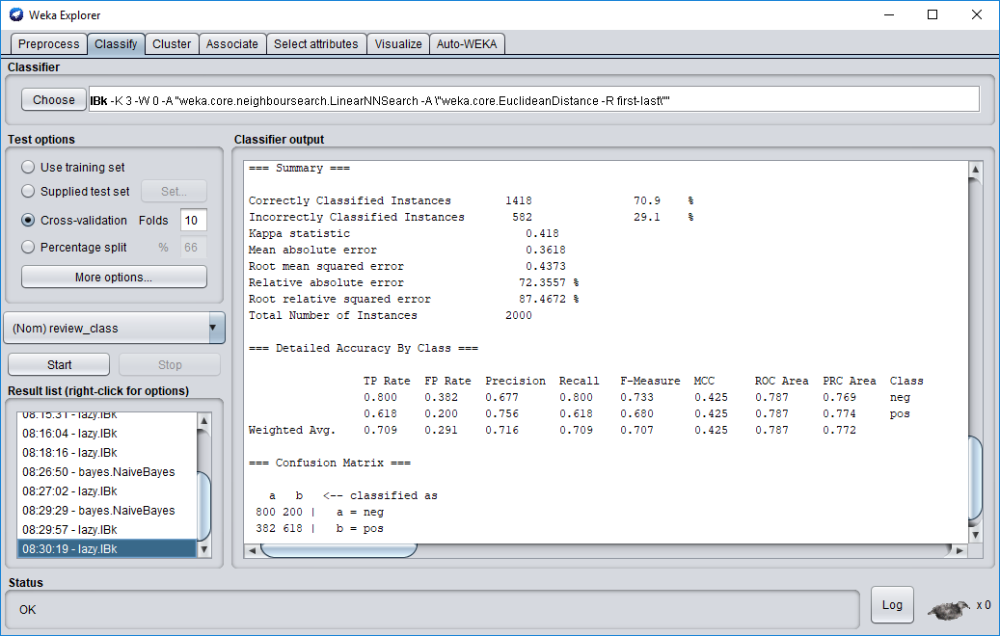 Weka Explorer
Preprocess Classify Cluster Associate Select attributes Visualize Auto-WEKA
Classifier
Choose IBk -K 3 -W 0 -A "weka.core.neighboursearch.LinearNNSearch -A \"weka.core.EuclideanDistance -R first-last\""
Test options
Use training set
Supplied test set Set...
Cross-validation Folds 10
Percentage split % 66
More options...
(Nom) review_class
Start Stop
Result list (right-click for options)
08:15:31 - lazy.IBk
08:16:04 - lazy.IBk
08:18:16 - lazy.IBk
08:26:50 - bayes.NaiveBayes
08:27:02 - lazy.IBk
08:29:29 - bayes.NaiveBayes
08:29:57 - lazy.IBk
08:30:19 - lazy.IBk
Classifier output
=== Summary ===
Correctly Classified Instances 1418 70.9 %
Incorrectly Classified Instances 582 29.1 %
Kappa statistic 0.418
Mean absolute error 0.3618
Root mean squared error 0.4373
Relative absolute error 72.3557 %
Root relative squared error 87.4672 %
Total Number of Instances 2000
=== Detailed Accuracy By Class ===
TP Rate FP Rate Precision Recall F-Measure MCC ROC Area PRC Area Class
0.800 0.382 0.677 0.800 0.733 0.425 0.787 0.769 neg
0.618 0.200 0.756 0.618 0.680 0.425 0.787 0.774 pos
Weighted Avg. 0.709 0.291 0.716 0.709 0.707 0.425 0.787 0.772
=== Confusion Matrix ===
a b <-- classified as
800 200 | a = neg
382 618 | b = pos
Status
OK
Log
x 0